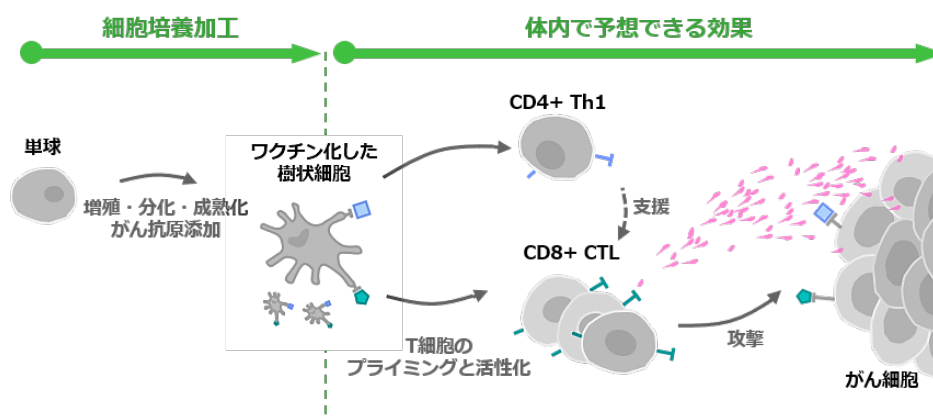 細胞培養加工
体内で予想できる効果
単球
増殖・分化・成熟化
がん抗原添加
ワクチン化した
樹状細胞
CD4+ Th1
支援
CD8+ CTL
T細胞の
プライミングと活性化
攻撃
がん細胞